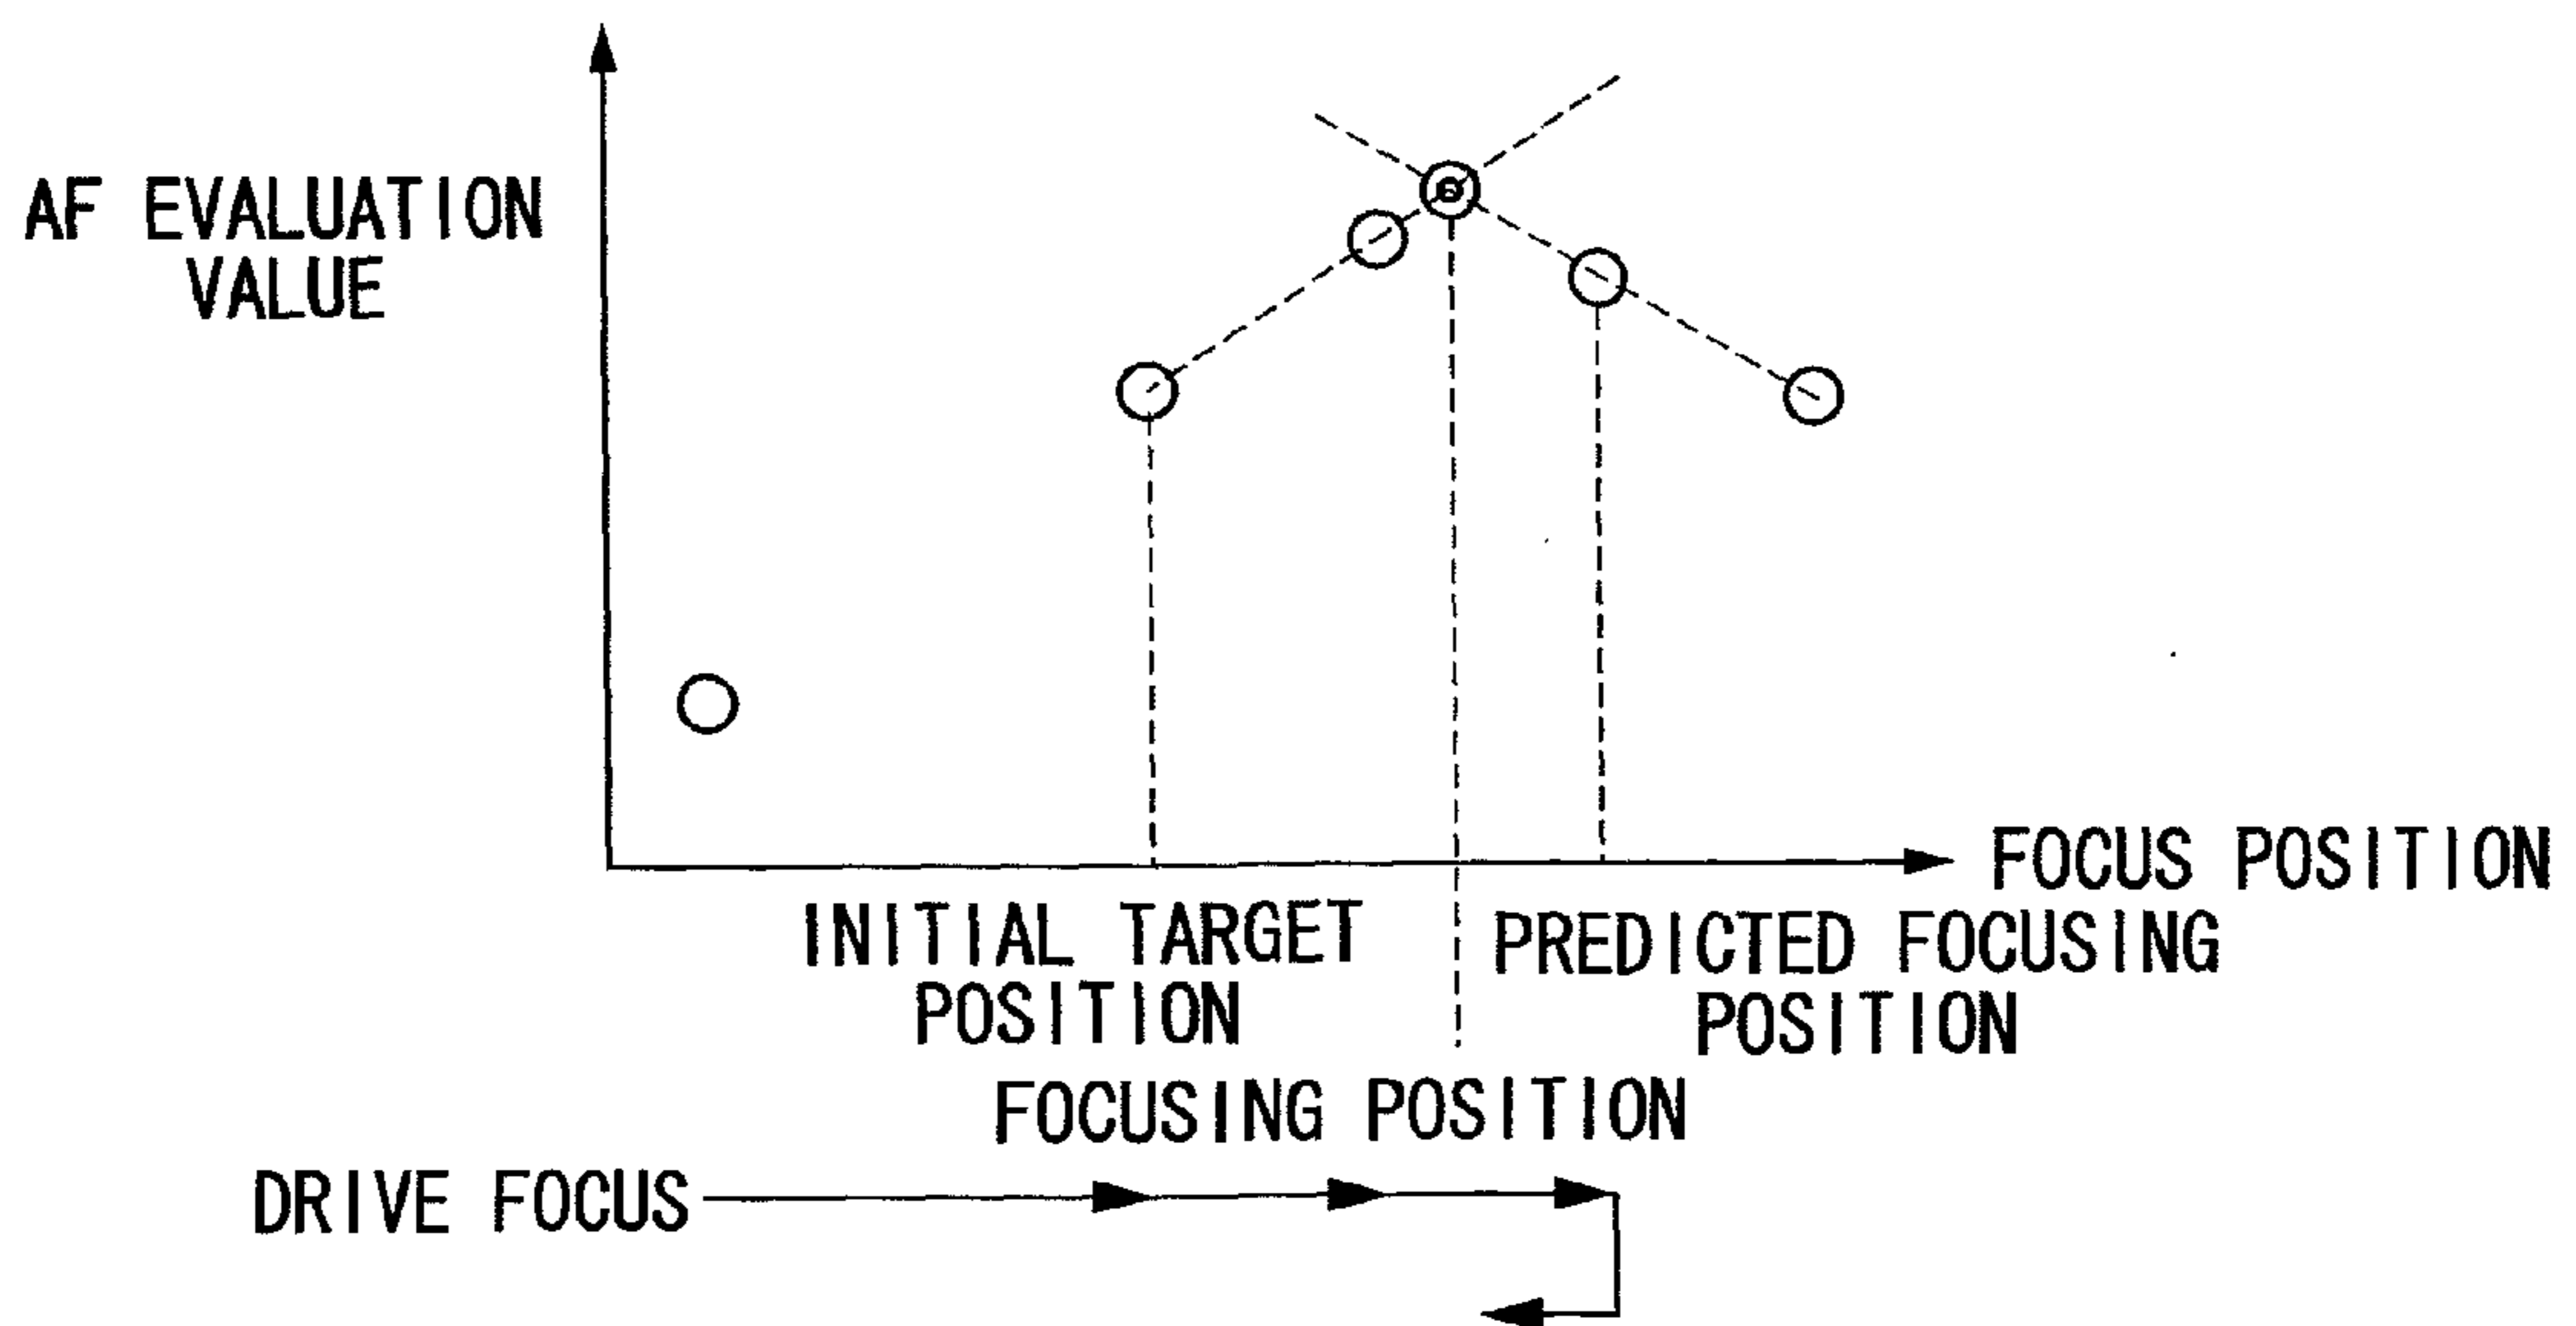 AF EVALUATION
VALUE
FOCUS POSITION
INITIAL TARGET
POSITION
PREDICTED FOCUSING
POSITION
FOCUSING POSITION
DRIVE FOCUS